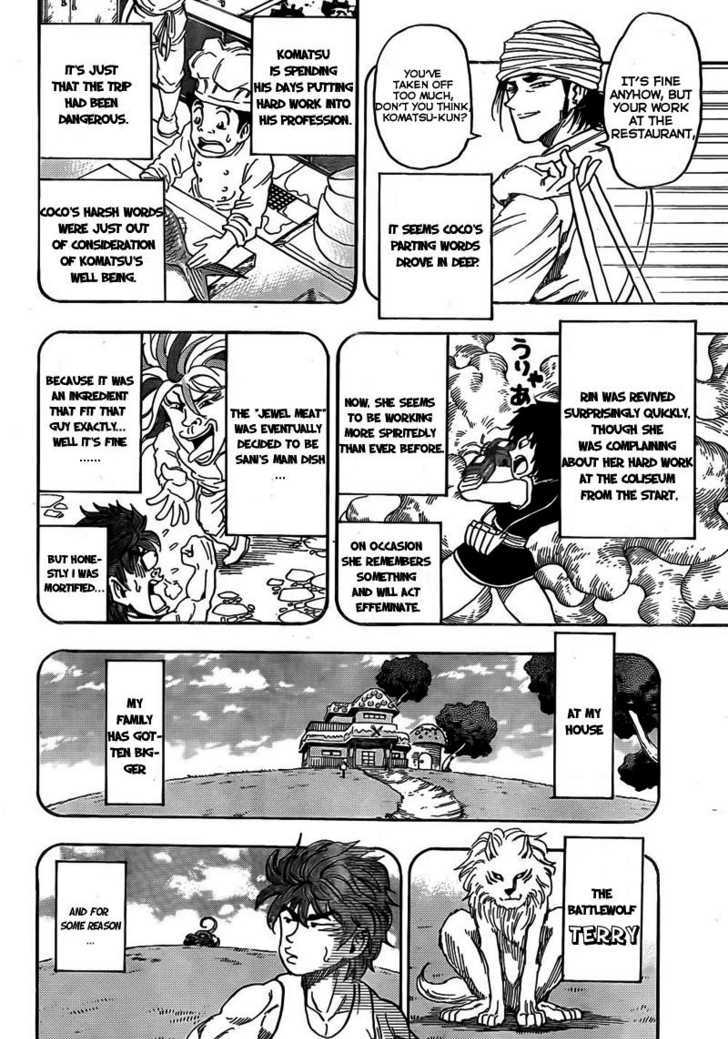 IT'S FINE
ANYHOW, BUT
YOUR WORK
AT THE
RESTAURANT,
YOU'VE
TAKEN OFF
TOO MUCH,
DON'T YOU THINK,
KOMATSU-KUN?
IT SEEMS COCO'S
PARTING WORDS
DROVE IN DEEP.
KOMATSU
IS SPENDING
HIS DAYS PUTTING
HARD WORK INTO
HIS PROFESSION.
IT'S JUST
THAT THE TRIP
HAD BEEN
DANGEROUS.
COCO'S HARSH WORDS
WERE JUST OUT
OF CONSIDERATION
OF KOMATSU'S
WELL BEING.
RIN WAS REVIVED
SURPRISINGLY QUICKLY,
THOUGH SHE
WAS COMPLAINING
ABOUT HER HARD WORK
AT THE COLISEUM
FROM THE START.
うりゃあ
NOW, SHE SEEMS
TO BE WORKING
MORE SPIRITEDLY
THAN EVER BEFORE.
ON OCCASION
SHE REMEMBERS
SOMETHING
AND WILL ACT
EFFEMINATE.
THE "JEWEL MEAT"
WAS EVENTUALLY
DECIDED TO BE
SANI'S MAIN DISH
...
BECAUSE IT WAS
AN INGREDIENT
THAT FIT THAT
GUY EXACTLY...
WELL IT'S FINE
......
BUT HONE-
STLY I WAS
MORTIFIED...
AT MY
HOUSE
MY
FAMILY
HAS GOT-
TEN BIG-
GER
THE
BATTLEWOLF
TERRY
AND FOR
SOME REASON
...